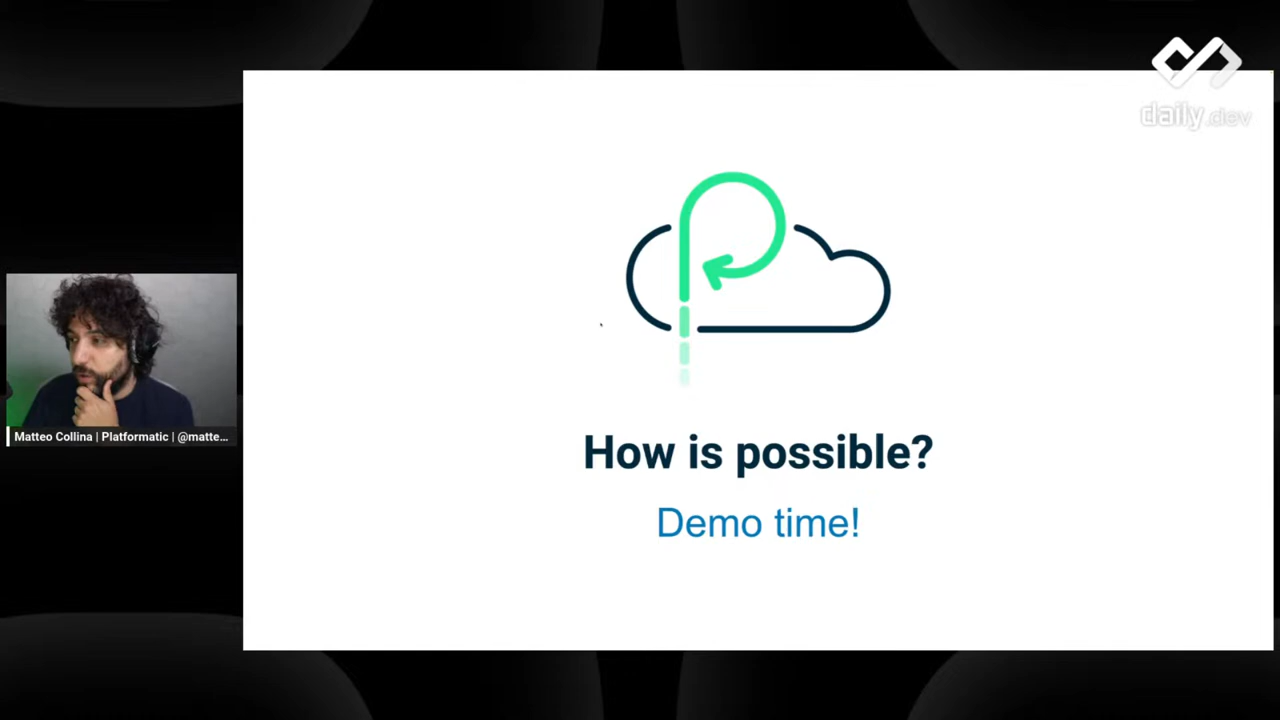 daily.dev
How is possible?
Demo time!
Matteo Collina | Platformatic | @matte...